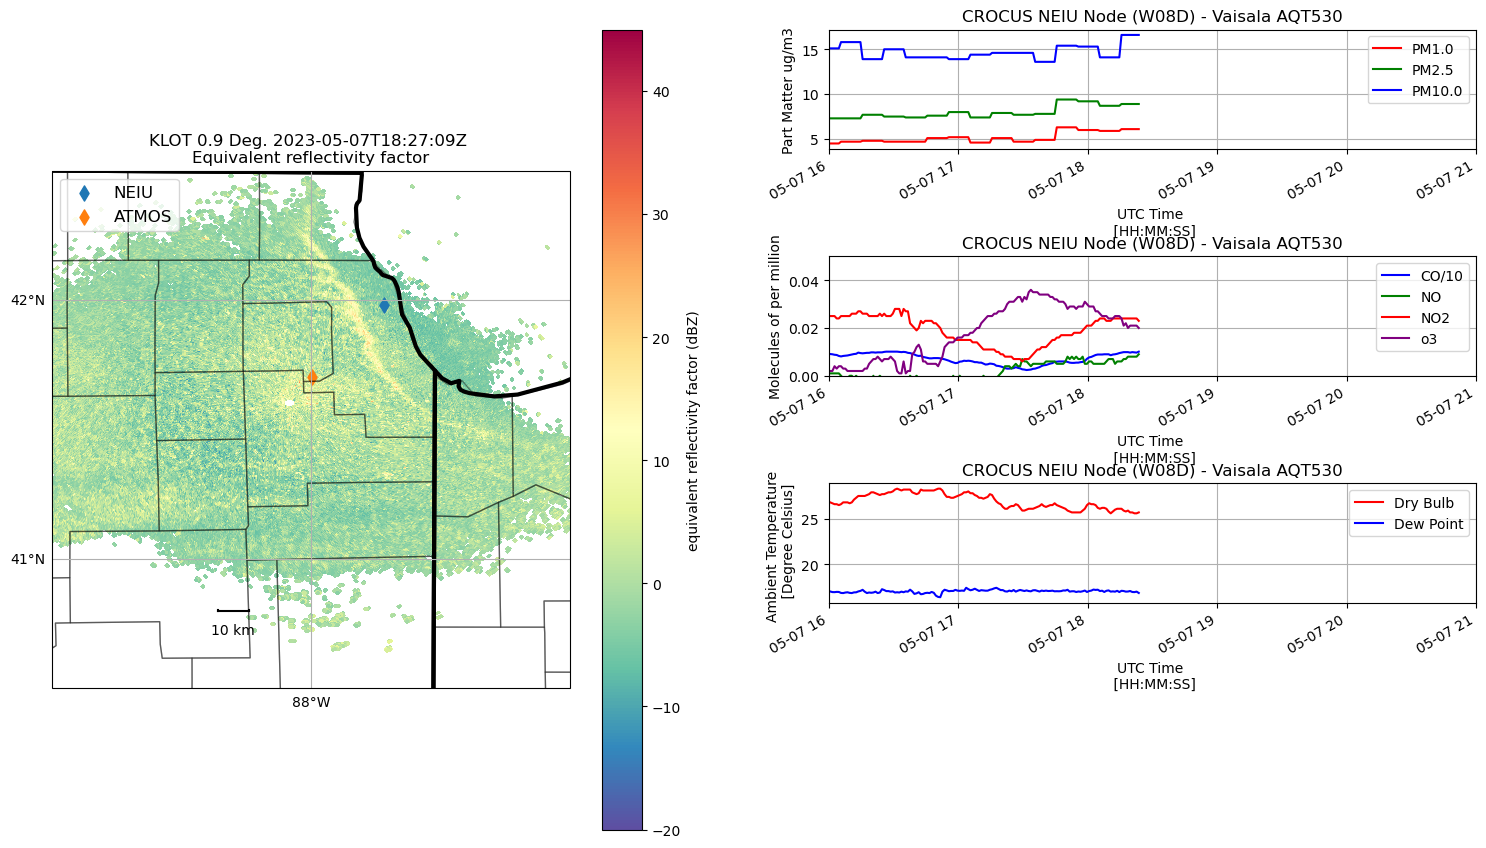 KLOT 0.9 Deg. 2023-05-07T18:27:09Z
Equivalent reflectivity factor
NEIU
ATMOS
42°N
41°N
88°W
10 km
40
30
20
10
0
−10
−20
equivalent reflectivity factor (dBZ)
CROCUS NEIU Node (W08D) - Vaisala AQT530
Part Matter ug/m3
15
10
5
PM1.0
PM2.5
PM10.0
05-07 16
05-07 17
05-07 18
05-07 19
05-07 20
05-07 21
UTC Time
[HH:MM:SS]
CROCUS NEIU Node (W08D) - Vaisala AQT530
Molecules of per million
0.04
0.02
0.00
CO/10
NO
NO2
o3
05-07 16
05-07 17
05-07 18
05-07 19
05-07 20
05-07 21
UTC Time
[HH:MM:SS]
CROCUS NEIU Node (W08D) - Vaisala AQT530
Ambient Temperature
[Degree Celsius]
25
20
Dry Bulb
Dew Point
05-07 16
05-07 17
05-07 18
05-07 19
05-07 20
05-07 21
UTC Time
[HH:MM:SS]